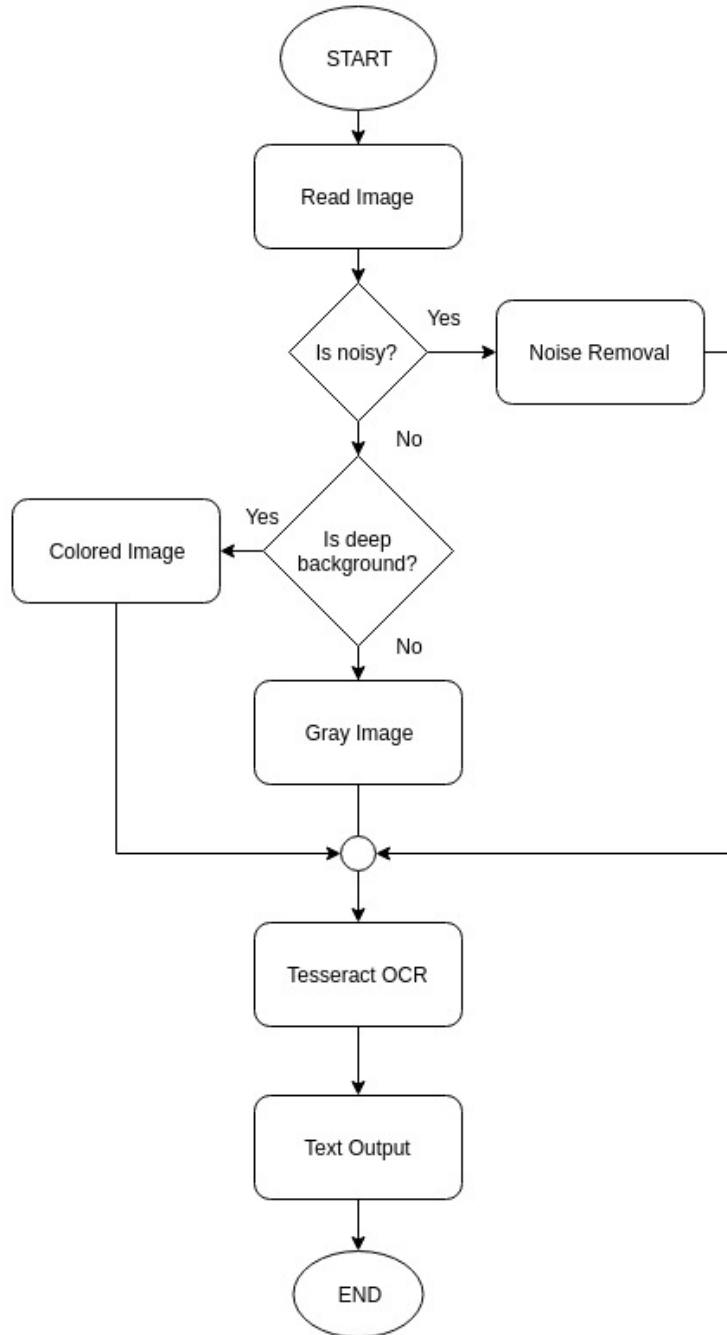 START
Read Image
Is noisy?
Yes
Noise Removal
No
Is deep
background?
Yes
Colored Image
No
Gray Image
Tesseract OCR
Text Output
END